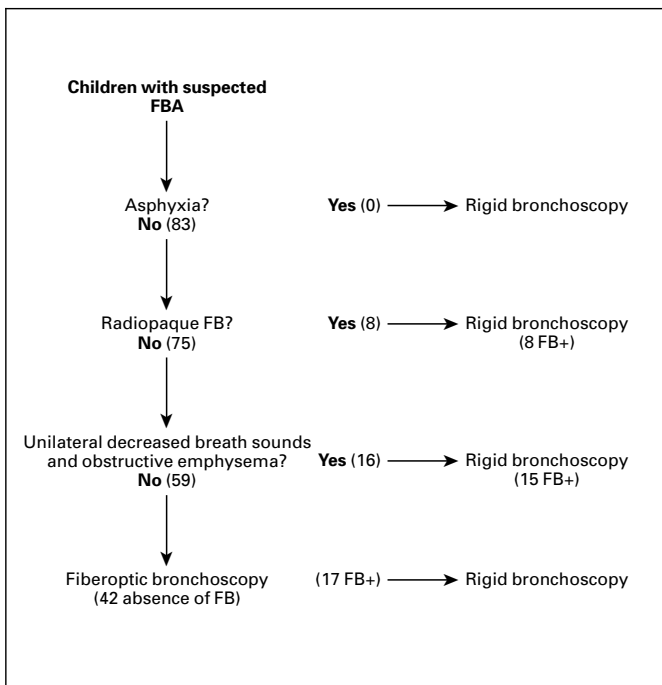 Children with suspected
FBA
Asphyxia?
No (83)
Yes (0)
Rigid bronchoscopy
Radiopaque FB?
No (75)
Yes (8)
Rigid bronchoscopy
(8 FB+)
Unilateral decreased breath sounds
and obstructive emphysema?
No (59)
Yes (16)
Rigid bronchoscopy
(15 FB+)
Fiberoptic bronchoscopy
(42 absence of FB)
(17 FB+)
Rigid bronchoscopy